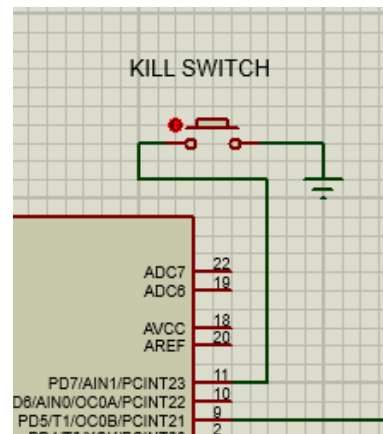 KILL SWITCH
ADC7 22
ADC6 19
AVCC 18
AREF 20
PD7/AIN1/PCINT23 11
D6/AIN0/OC0A/PCINT22 10
PD5/T1/OC0B/PCINT21 9
2